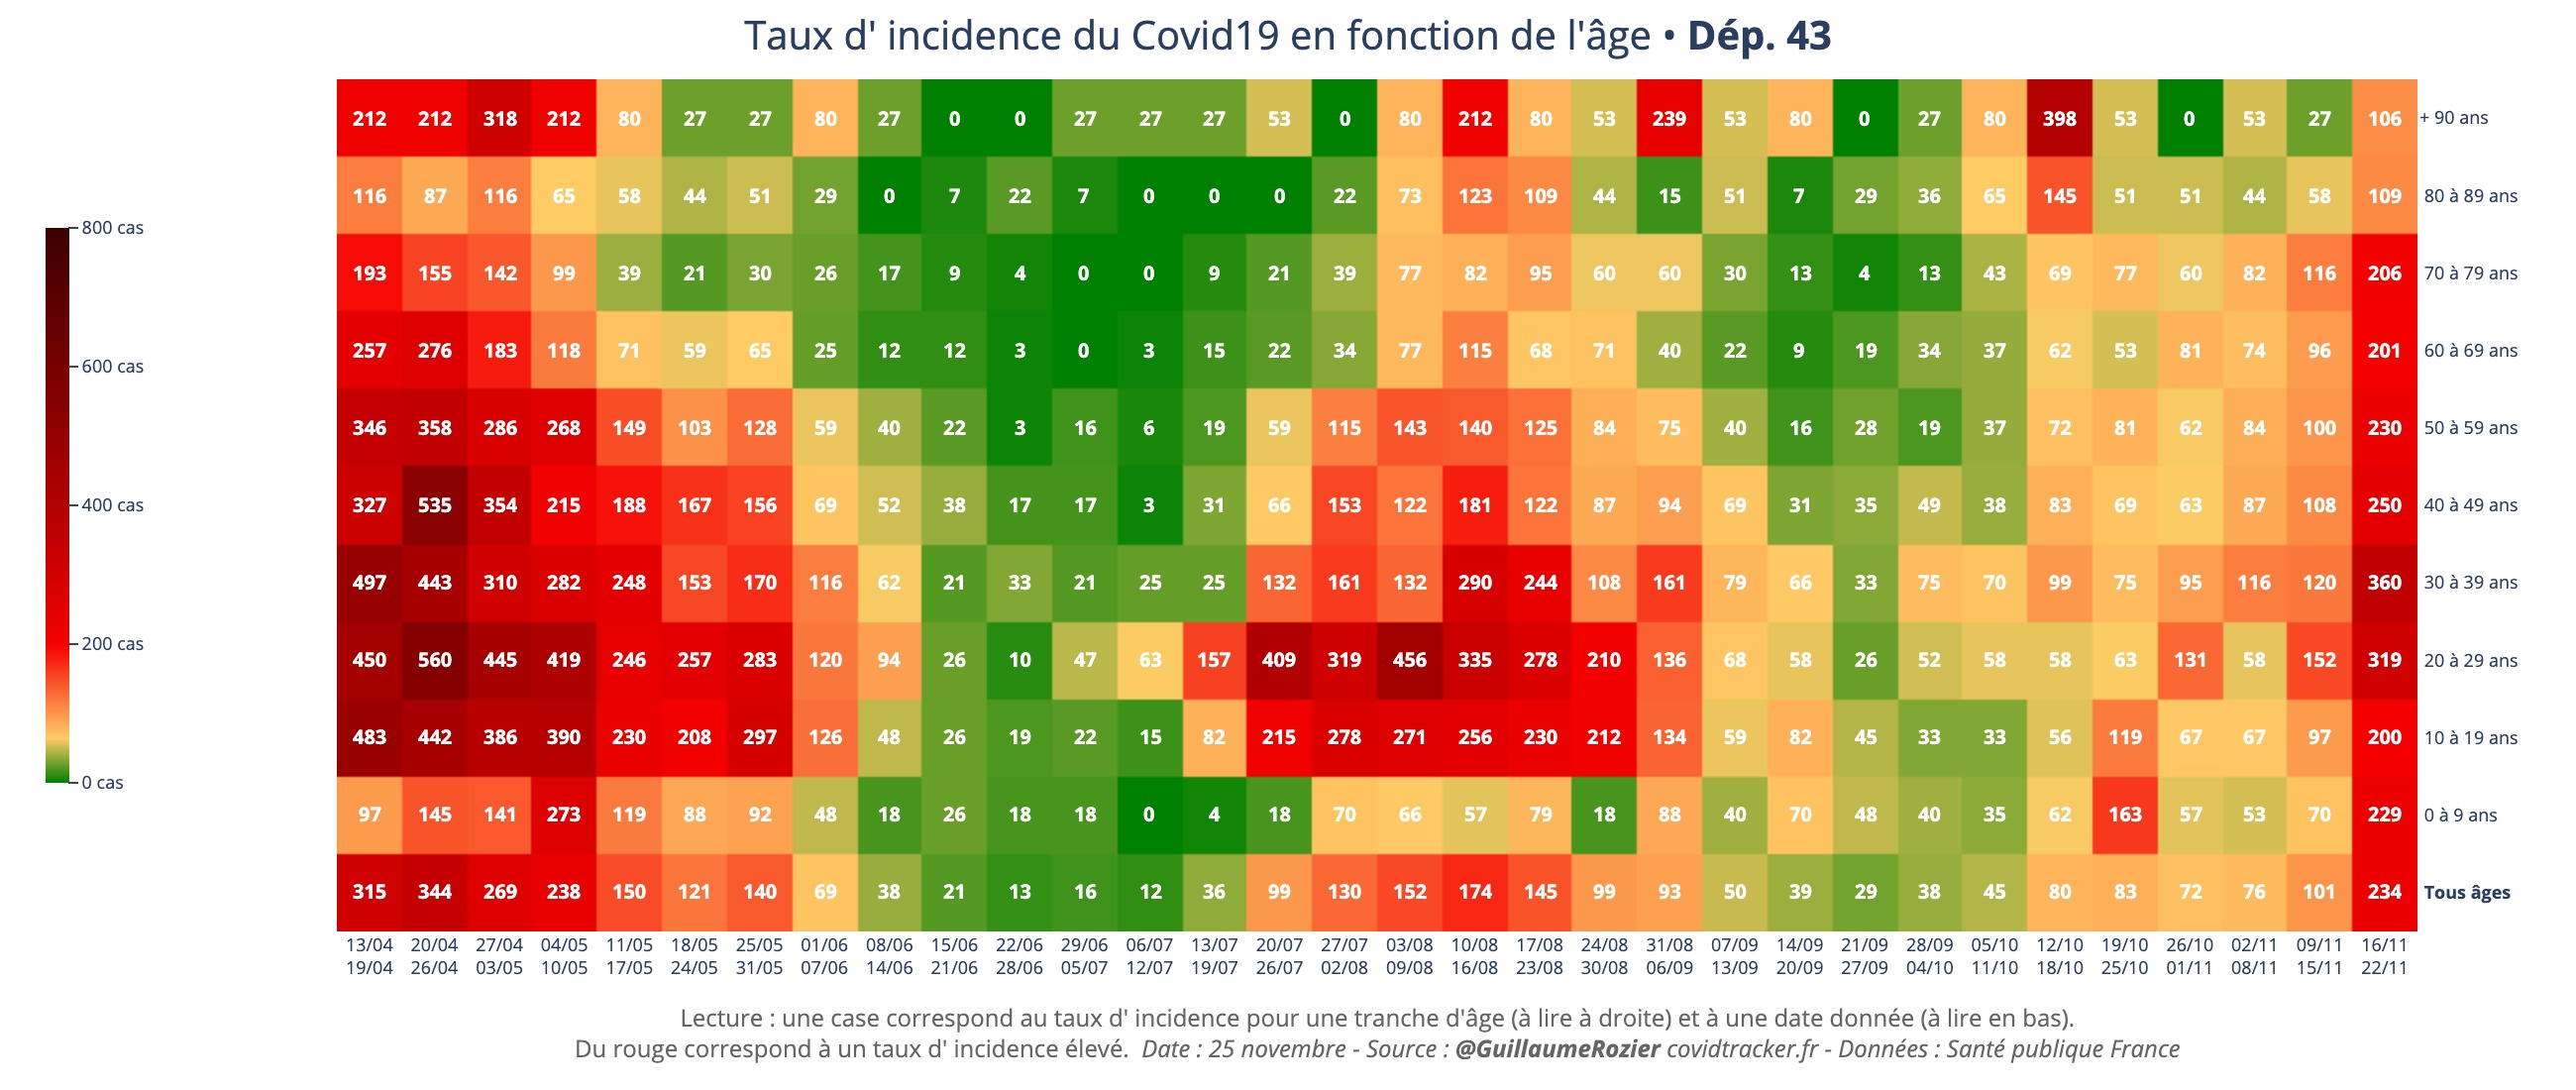 Taux d' incidence du Covid19 en fonction de l'âge • Dép. 43
800 cas
600 cas
400 cas
200 cas
0 cas
212 212 318 212 80 27 27 80 27 0 0 27 27 27 53 0 80 212 80 53 239 53 80 0 27 80 398 53 0 53 27 106 + 90 ans
116 87 116 65 58 44 51 29 0 7 22 7 0 0 0 22 73 123 109 44 15 51 7 29 36 65 145 51 51 44 58 109 80 à 89 ans
193 155 142 99 39 21 30 26 17 9 4 0 0 9 21 39 77 82 95 60 60 30 13 4 13 43 69 77 60 82 116 206 70 à 79 ans
257 276 183 118 71 59 65 25 12 12 3 0 3 15 22 34 77 115 68 71 40 22 9 19 34 37 62 53 81 74 96 201 60 à 69 ans
346 358 286 268 149 103 128 59 40 22 3 16 6 19 59 115 143 140 125 84 75 40 16 28 19 37 72 81 62 84 100 230 50 à 59 ans
327 535 354 215 188 167 156 69 52 38 17 17 3 31 66 153 122 181 122 87 94 69 31 35 49 38 83 69 63 87 108 250 40 à 49 ans
497 443 310 282 248 153 170 116 62 21 33 21 25 25 132 161 132 290 244 108 161 79 66 33 75 70 99 75 95 116 120 360 30 à 39 ans
450 560 445 419 246 257 283 120 94 26 10 47 63 157 409 319 456 335 278 210 136 68 58 26 52 58 58 63 131 58 152 319 20 à 29 ans
483 442 386 390 230 208 297 126 48 26 19 22 15 82 215 278 271 256 230 212 134 59 82 45 33 33 56 119 67 67 97 200 10 à 19 ans
97 145 141 273 119 88 92 48 18 26 18 18 0 4 18 70 66 57 79 18 88 40 70 48 40 35 62 163 57 53 70 229 0 à 9 ans
315 344 269 238 150 121 140 69 38 21 13 16 12 36 99 130 152 174 145 99 93 50 39 29 38 45 80 83 72 76 101 234 Tous âges
13/04 20/04 27/04 04/05 11/05 18/05 25/05 01/06 08/06 15/06 22/06 29/06 06/07 13/07 20/07 27/07 03/08 10/08 17/08 24/08 31/08 07/09 14/09 21/09 28/09 05/10 12/10 19/10 26/10 02/11 09/11 16/11
19/04 26/04 03/05 10/05 17/05 24/05 31/05 07/06 14/06 21/06 28/06 05/07 12/07 19/07 26/07 02/08 09/08 16/08 23/08 30/08 06/09 13/09 20/09 27/09 04/10 11/10 18/10 25/10 01/11 08/11 15/11 22/11
Lecture : une case correspond au taux d' incidence pour une tranche d'âge (à lire à droite) et à une date donnée (à lire en bas).
Du rouge correspond à un taux d' incidence élevé. Date : 25 novembre - Source : @GuillaumeRozier covidtracker.fr - Données : Santé publique France